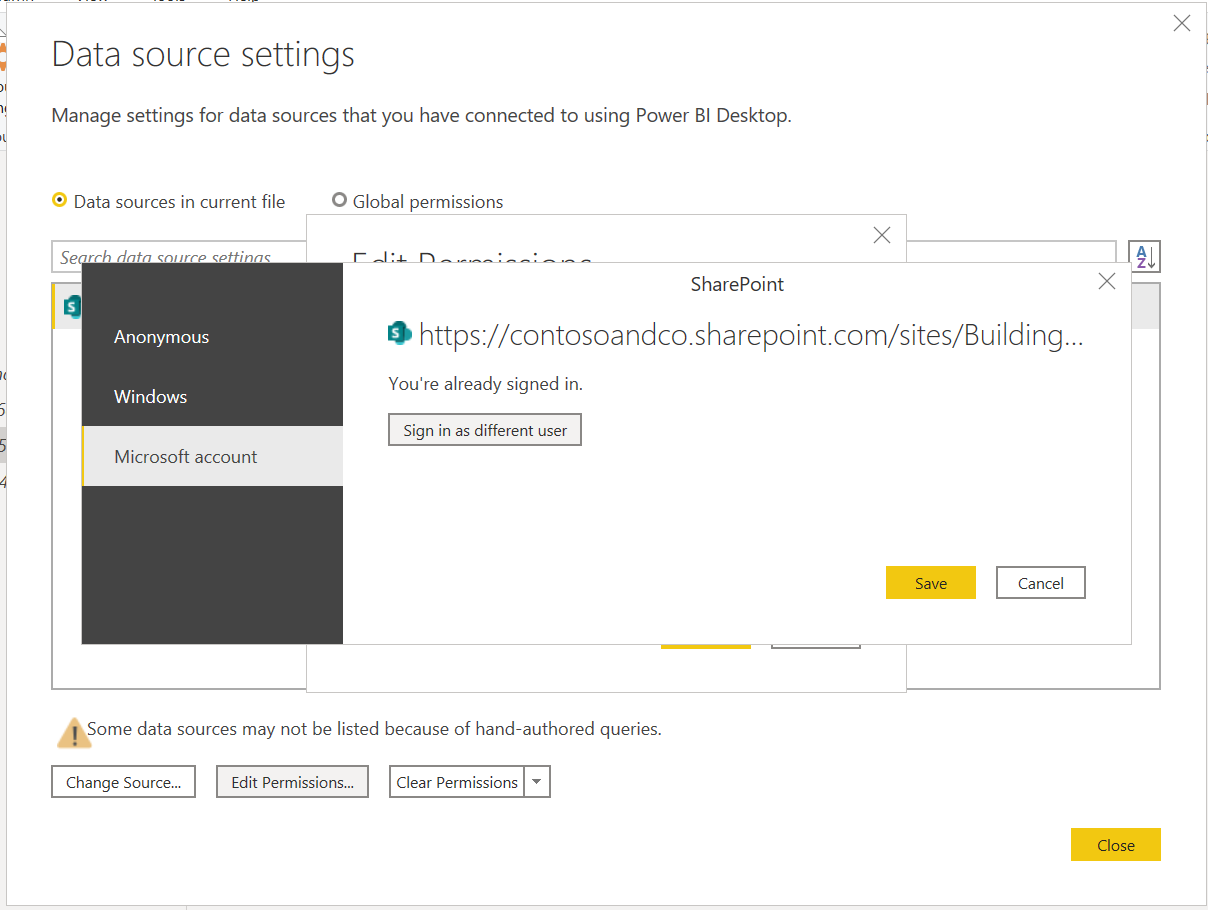 Data source settings
Manage settings for data sources that you have connected to using Power BI Desktop.
Data sources in current file
Global permissions
Search data source settings
Edit Permissions
SharePoint
Anonymous
Windows
Microsoft account
https://contosoandco.sharepoint.com/sites/Building...
You're already signed in.
Sign in as different user
Save
Cancel
Some data sources may not be listed because of hand-authored queries.
Change Source...
Edit Permissions...
Clear Permissions
Close